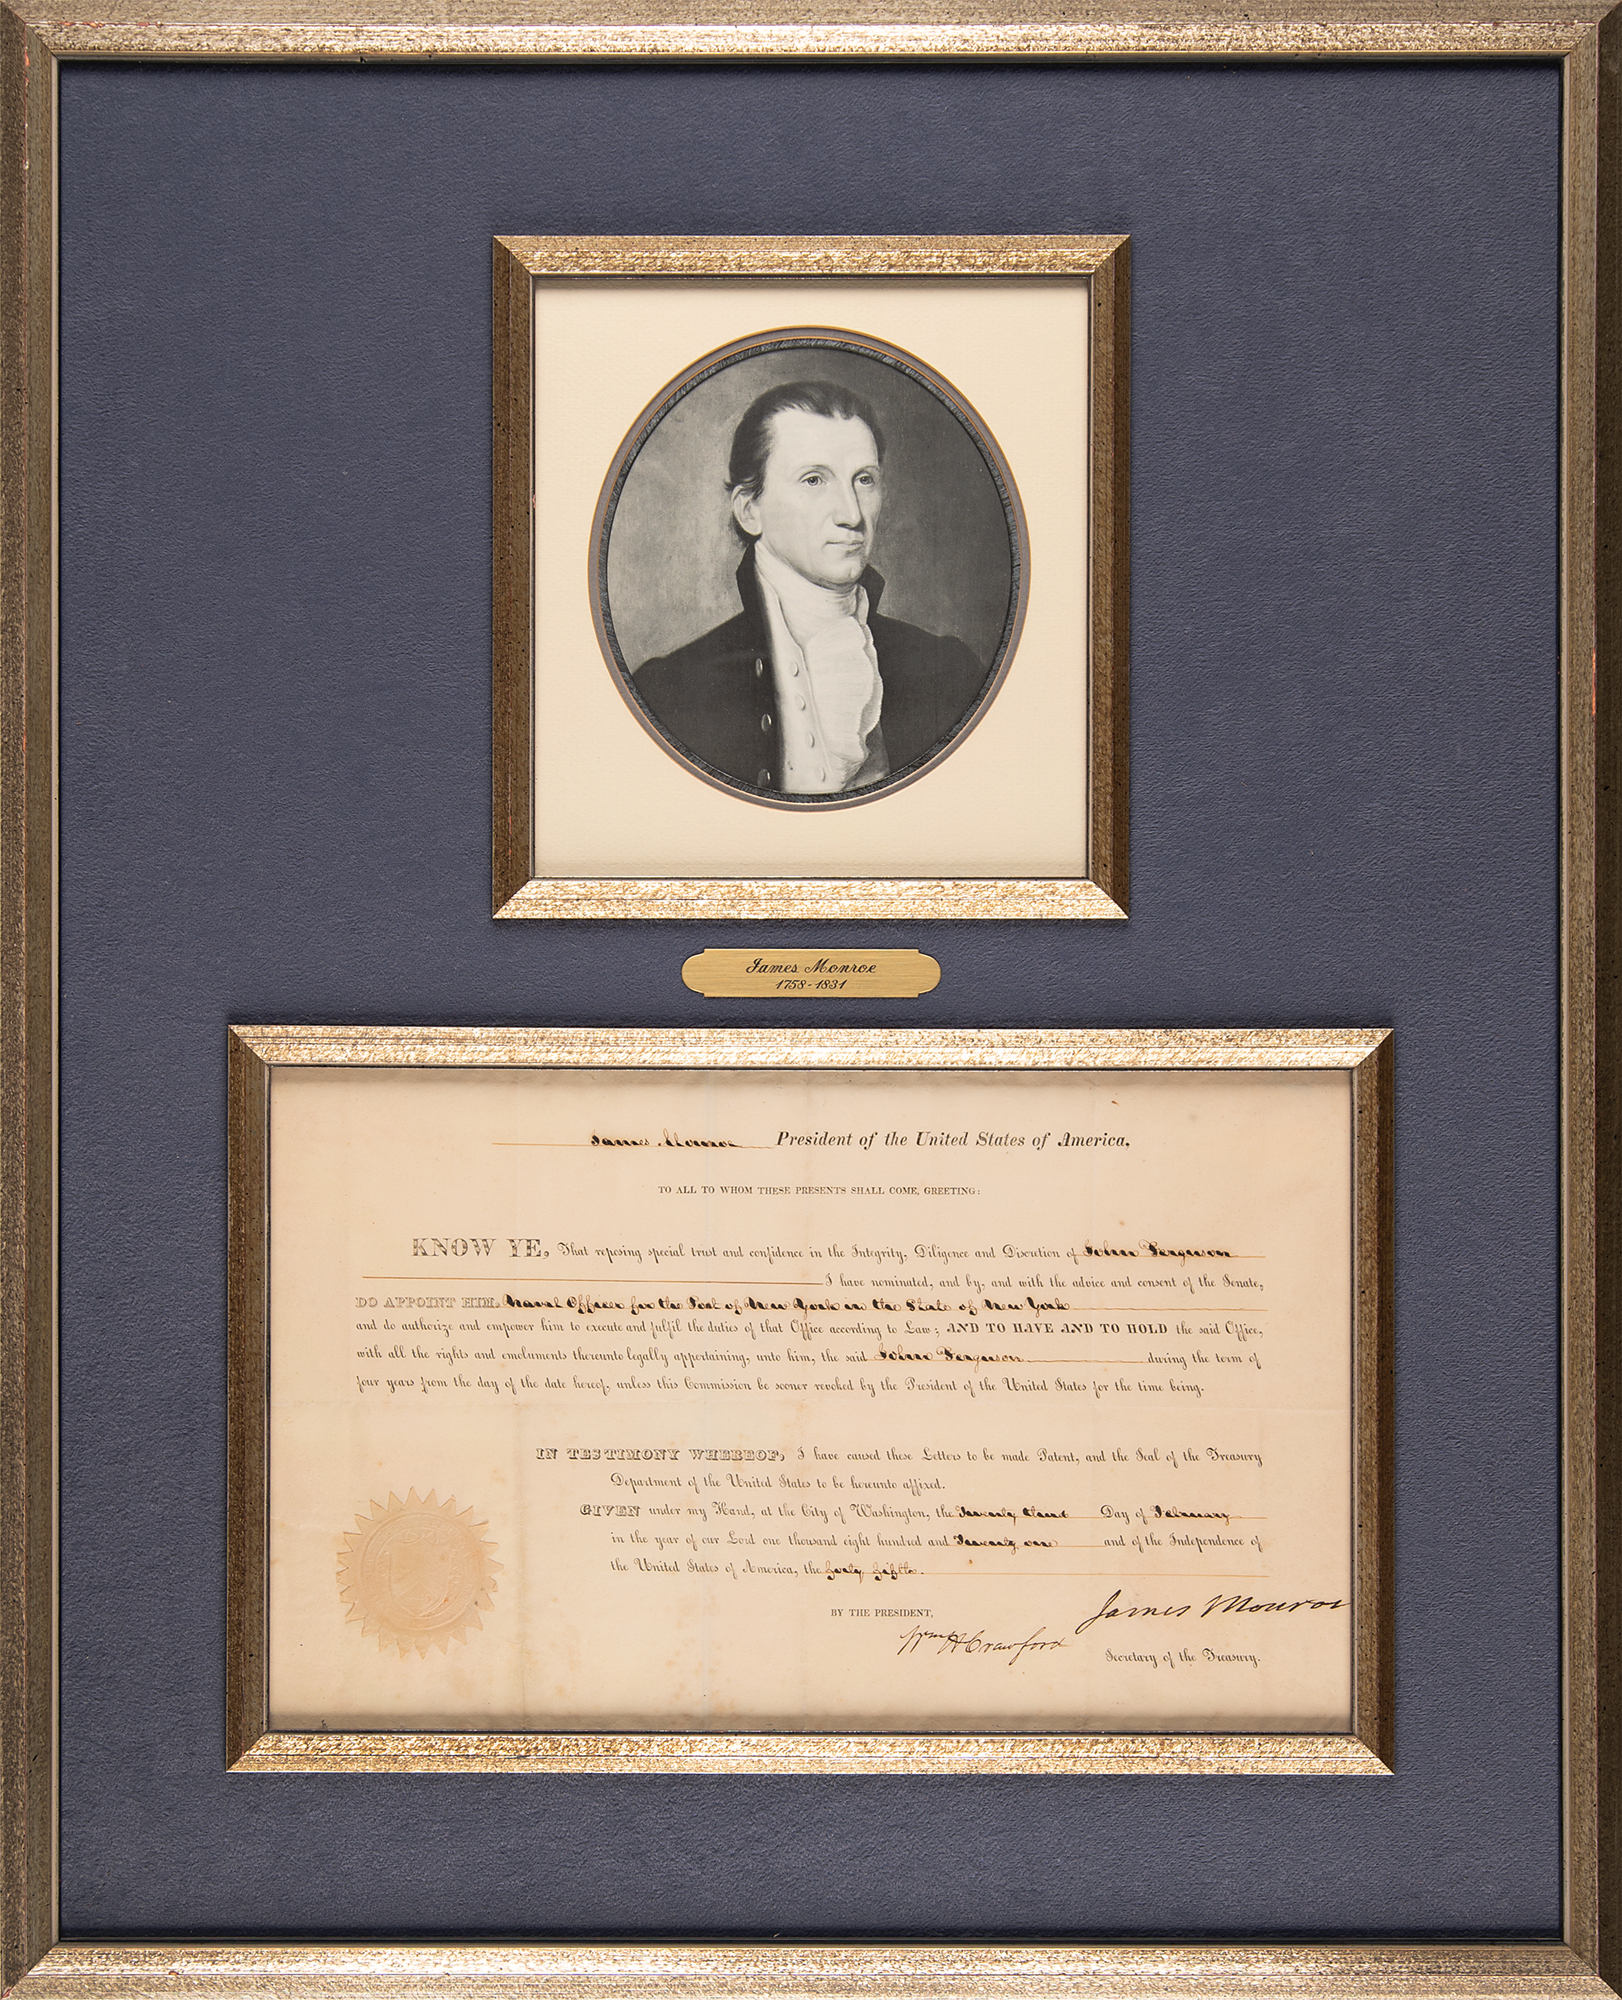 James Monroe
1758-1831
James Monroe President of the United States of America,
TO ALL TO WHOM THESE PRESENTS SHALL COME, GREETING:
KNOW YE, That reposing special trust and confidence in the Integrity, Diligence and Discretion of John Ferguson
I have nominated, and by, and with the advice and consent of the Senate,
DO APPOINT HIM, Naval Officer for the Port of New York in the State of New York
and do authorize and empower him to execute and fulfil the duties of that Office according to Law; AND TO HAVE AND TO HOLD the said Office,
with all the rights and emoluments thereunto legally appertaining, unto him, the said John Ferguson during the term of
four years from the day of the date hereof, unless this Commission be sooner revoked by the President of the United States for the time being.
IN TESTIMONY WHEREOF, I have caused these Letters to be made Patent, and the Seal of the Treasury
Department of the United States to be hereunto affixed.
GIVEN under my Hand, at the City of Washington, the Twenty Day of February
in the year of our Lord one thousand eight hundred and Twenty one and of the Independence of
the United States of America, the forty fifth.
BY THE PRESIDENT,
James Monroe
Wm H Crawford
Secretary of the Treasury.